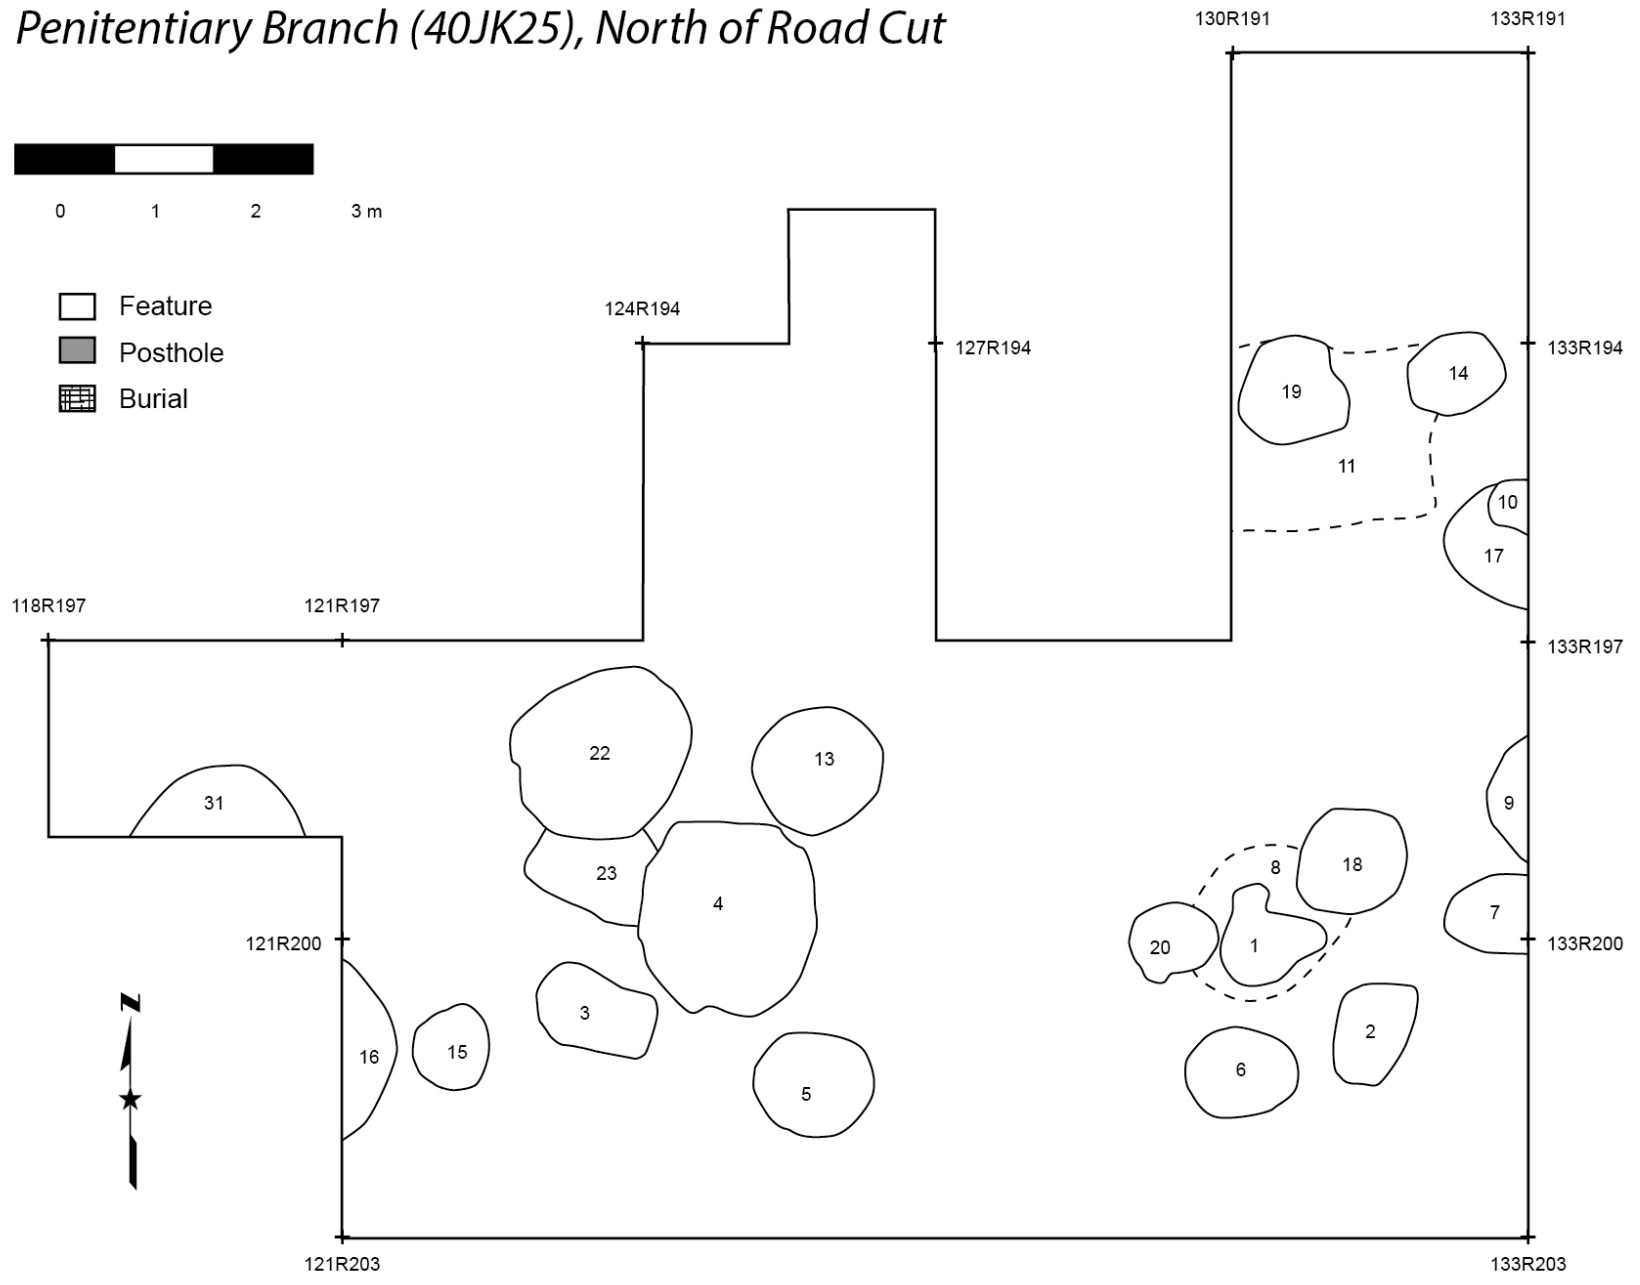 Penitentiary Branch (40JK25), North of Road Cut
130R191
133R191
0 1 2 3 m
Feature
Posthole
Burial
124R194
127R194
133R194
19
14
11
10
17
118R197
121R197
133R197
22
13
31
9
23
18
8
4
7
121R200
20
1
133R200
N
3
2
16
15
6
5
121R203
133R203